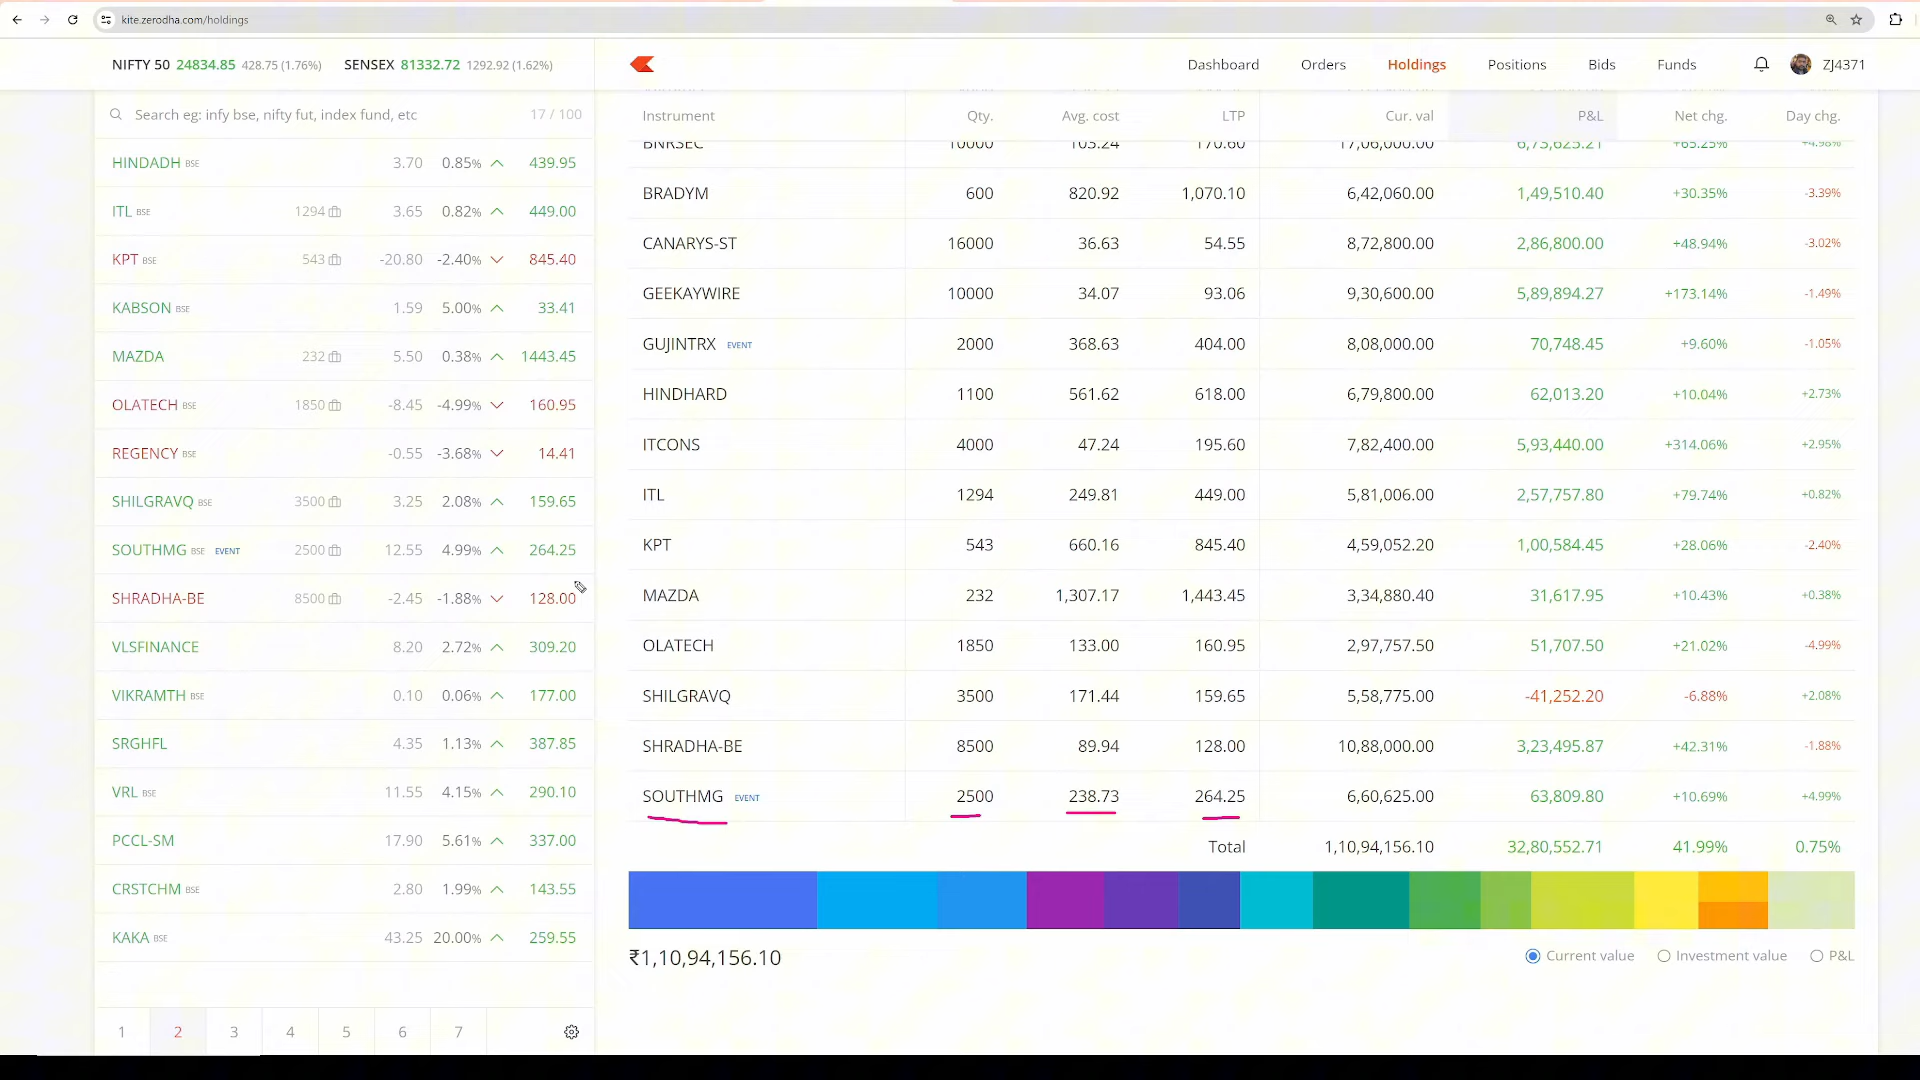 kite.zerodha.com/holdings
NIFTY 50 24834.85 428.75 (1.76%) SENSEX 81332.72 1292.92 (1.62%)
Dashboard Orders Holdings Positions Bids Funds ZJ4371
Search eg: infy bse, nifty fut, index fund, etc 17 / 100
HINDADH BSE 3.70 0.85% 439.95
ITL BSE 1294 3.65 0.82% 449.00
KPT BSE 543 -20.80 -2.40% 845.40
KABSON BSE 1.59 5.00% 33.41
MAZDA 232 5.50 0.38% 1443.45
OLATECH BSE 1850 -8.45 -4.99% 160.95
REGENCY BSE -0.55 -3.68% 14.41
SHILGRAVQ BSE 3500 3.25 2.08% 159.65
SOUTHMG BSE EVENT 2500 12.55 4.99% 264.25
SHRADHA-BE 8500 -2.45 -1.88% 128.00
VLSFINANCE 8.20 2.72% 309.20
VIKRAMTH BSE 0.10 0.06% 177.00
SRGHFL 4.35 1.13% 387.85
VRL BSE 11.55 4.15% 290.10
PCCL-SM 17.90 5.61% 337.00
CRSTCHM BSE 2.80 1.99% 143.55
KAKA BSE 43.25 20.00% 259.55
1 2 3 4 5 6 7
Instrument Qty. Avg. cost LTP Cur. val P&L Net chg. Day chg.
BNRSEC 10000 103.24 170.60 17,06,000.00 6,73,625.21 +65.25% +4.98%
BRADYM 600 820.92 1,070.10 6,42,060.00 1,49,510.40 +30.35% -3.39%
CANARYS-ST 16000 36.63 54.55 8,72,800.00 2,86,800.00 +48.94% -3.02%
GEEKAYWIRE 10000 34.07 93.06 9,30,600.00 5,89,894.27 +173.14% -1.49%
GUJINTRX EVENT 2000 368.63 404.00 8,08,000.00 70,748.45 +9.60% -1.05%
HINDHARD 1100 561.62 618.00 6,79,800.00 62,013.20 +10.04% +2.73%
ITCONS 4000 47.24 195.60 7,82,400.00 5,93,440.00 +314.06% +2.95%
ITL 1294 249.81 449.00 5,81,006.00 2,57,757.80 +79.74% +0.82%
KPT 543 660.16 845.40 4,59,052.20 1,00,584.45 +28.06% -2.40%
MAZDA 232 1,307.17 1,443.45 3,34,880.40 31,617.95 +10.43% +0.38%
OLATECH 1850 133.00 160.95 2,97,757.50 51,707.50 +21.02% -4.99%
SHILGRAVQ 3500 171.44 159.65 5,58,775.00 -41,252.20 -6.88% +2.08%
SHRADHA-BE 8500 89.94 128.00 10,88,000.00 3,23,495.87 +42.31% -1.88%
SOUTHMG EVENT 2500 238.73 264.25 6,60,625.00 63,809.80 +10.69% +4.99%
Total 1,10,94,156.10 32,80,552.71 41.99% 0.75%
₹1,10,94,156.10 Current value Investment value P&L